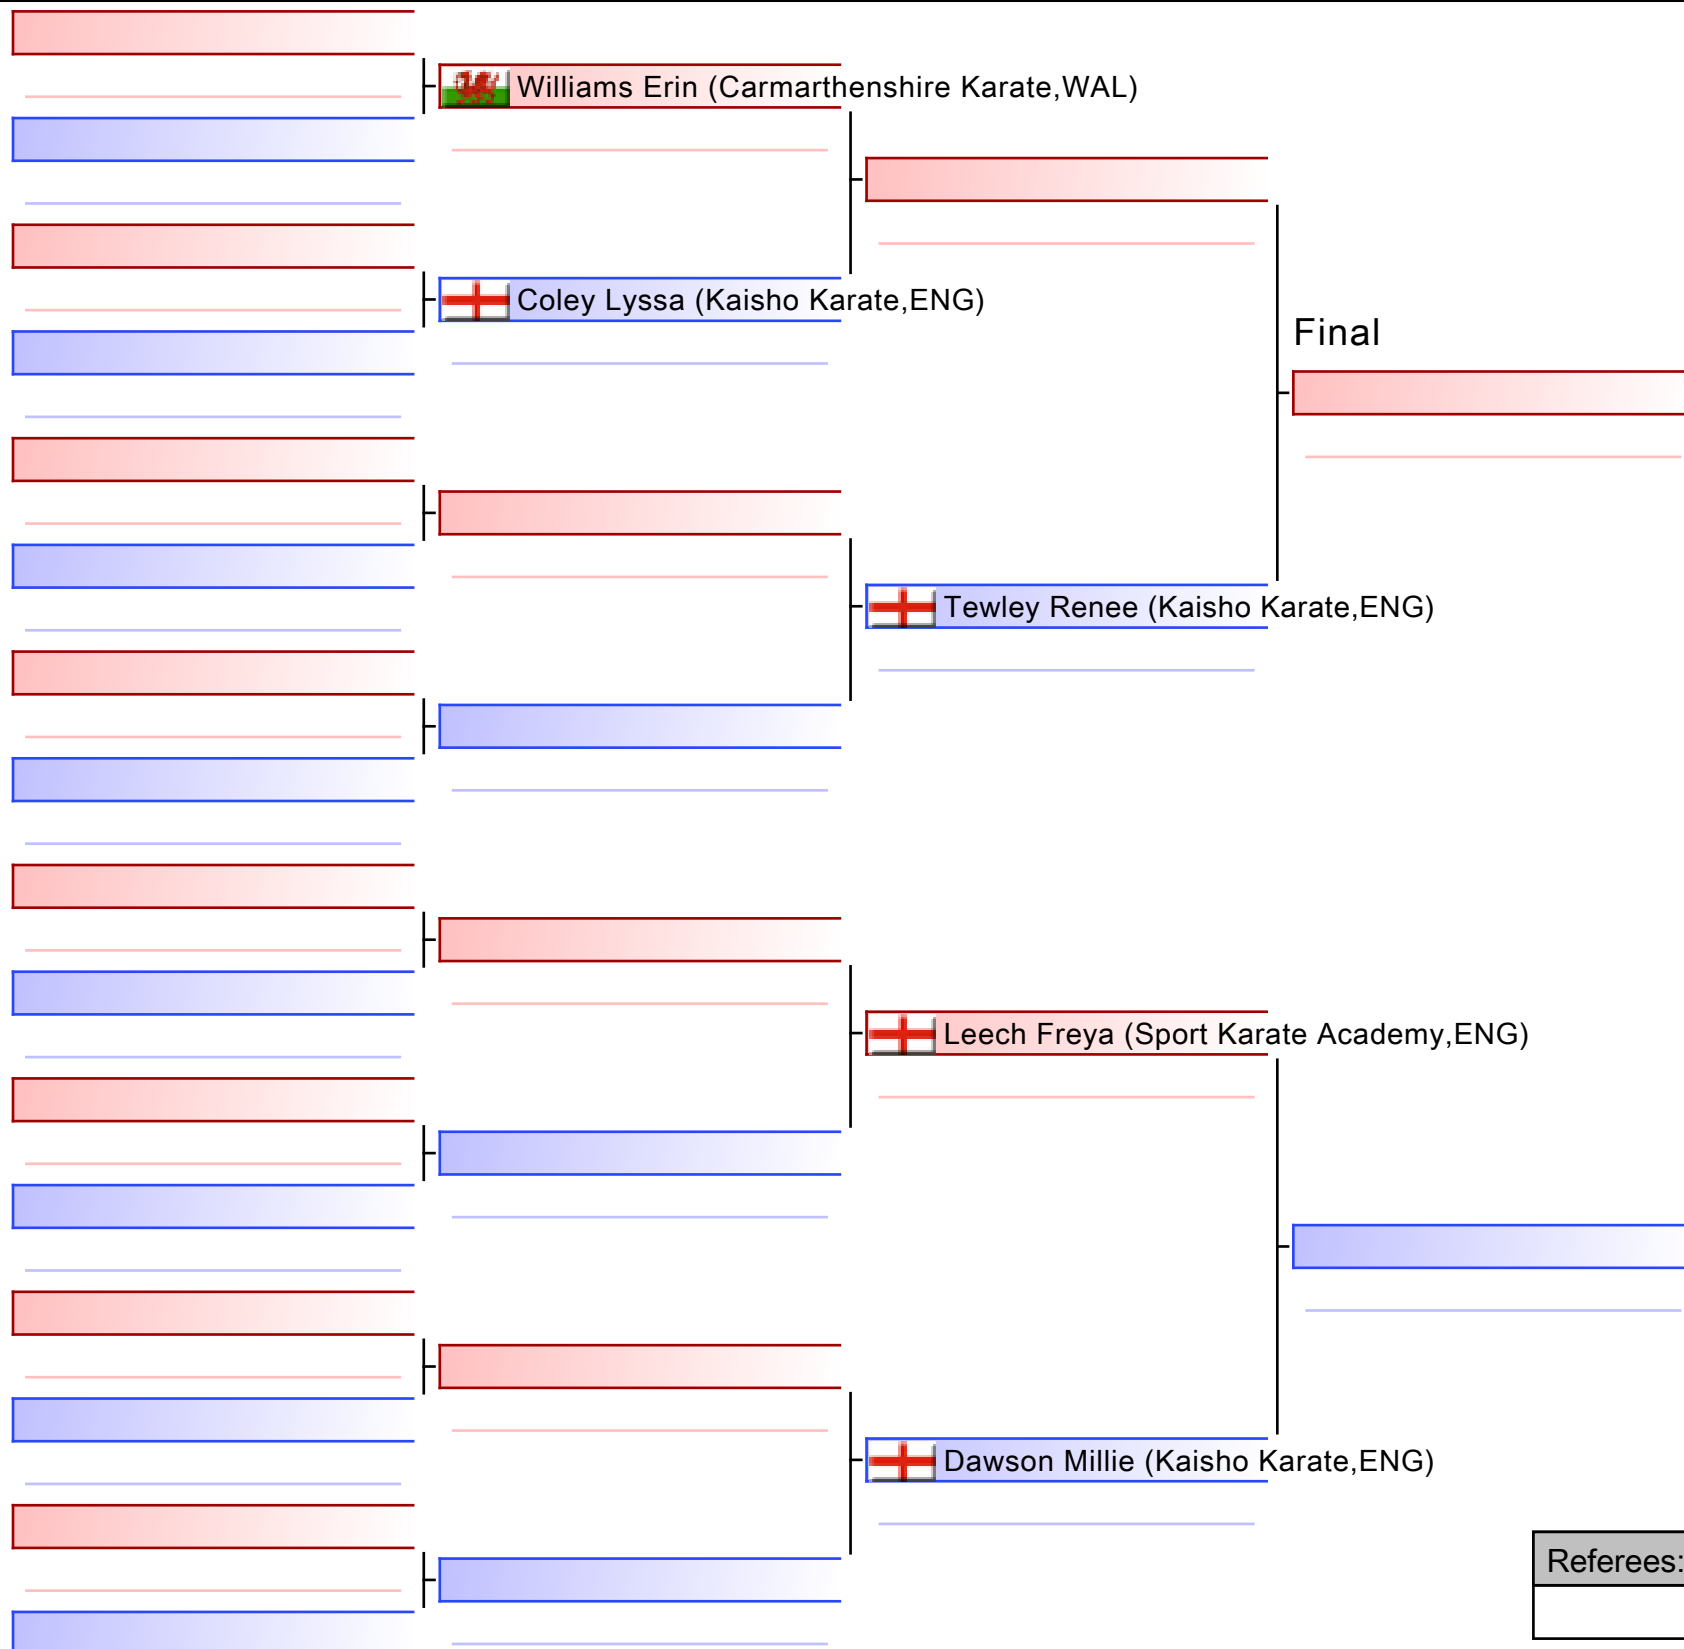 Williams Erin (Carmarthenshire Karate,WAL)
Coley Lyssa (Kaisho Karate,ENG)
Final
Tewley Renee (Kaisho Karate,ENG)
Leech Freya (Sport Karate Academy,ENG)
Dawson Millie (Kaisho Karate,ENG)
Referees: